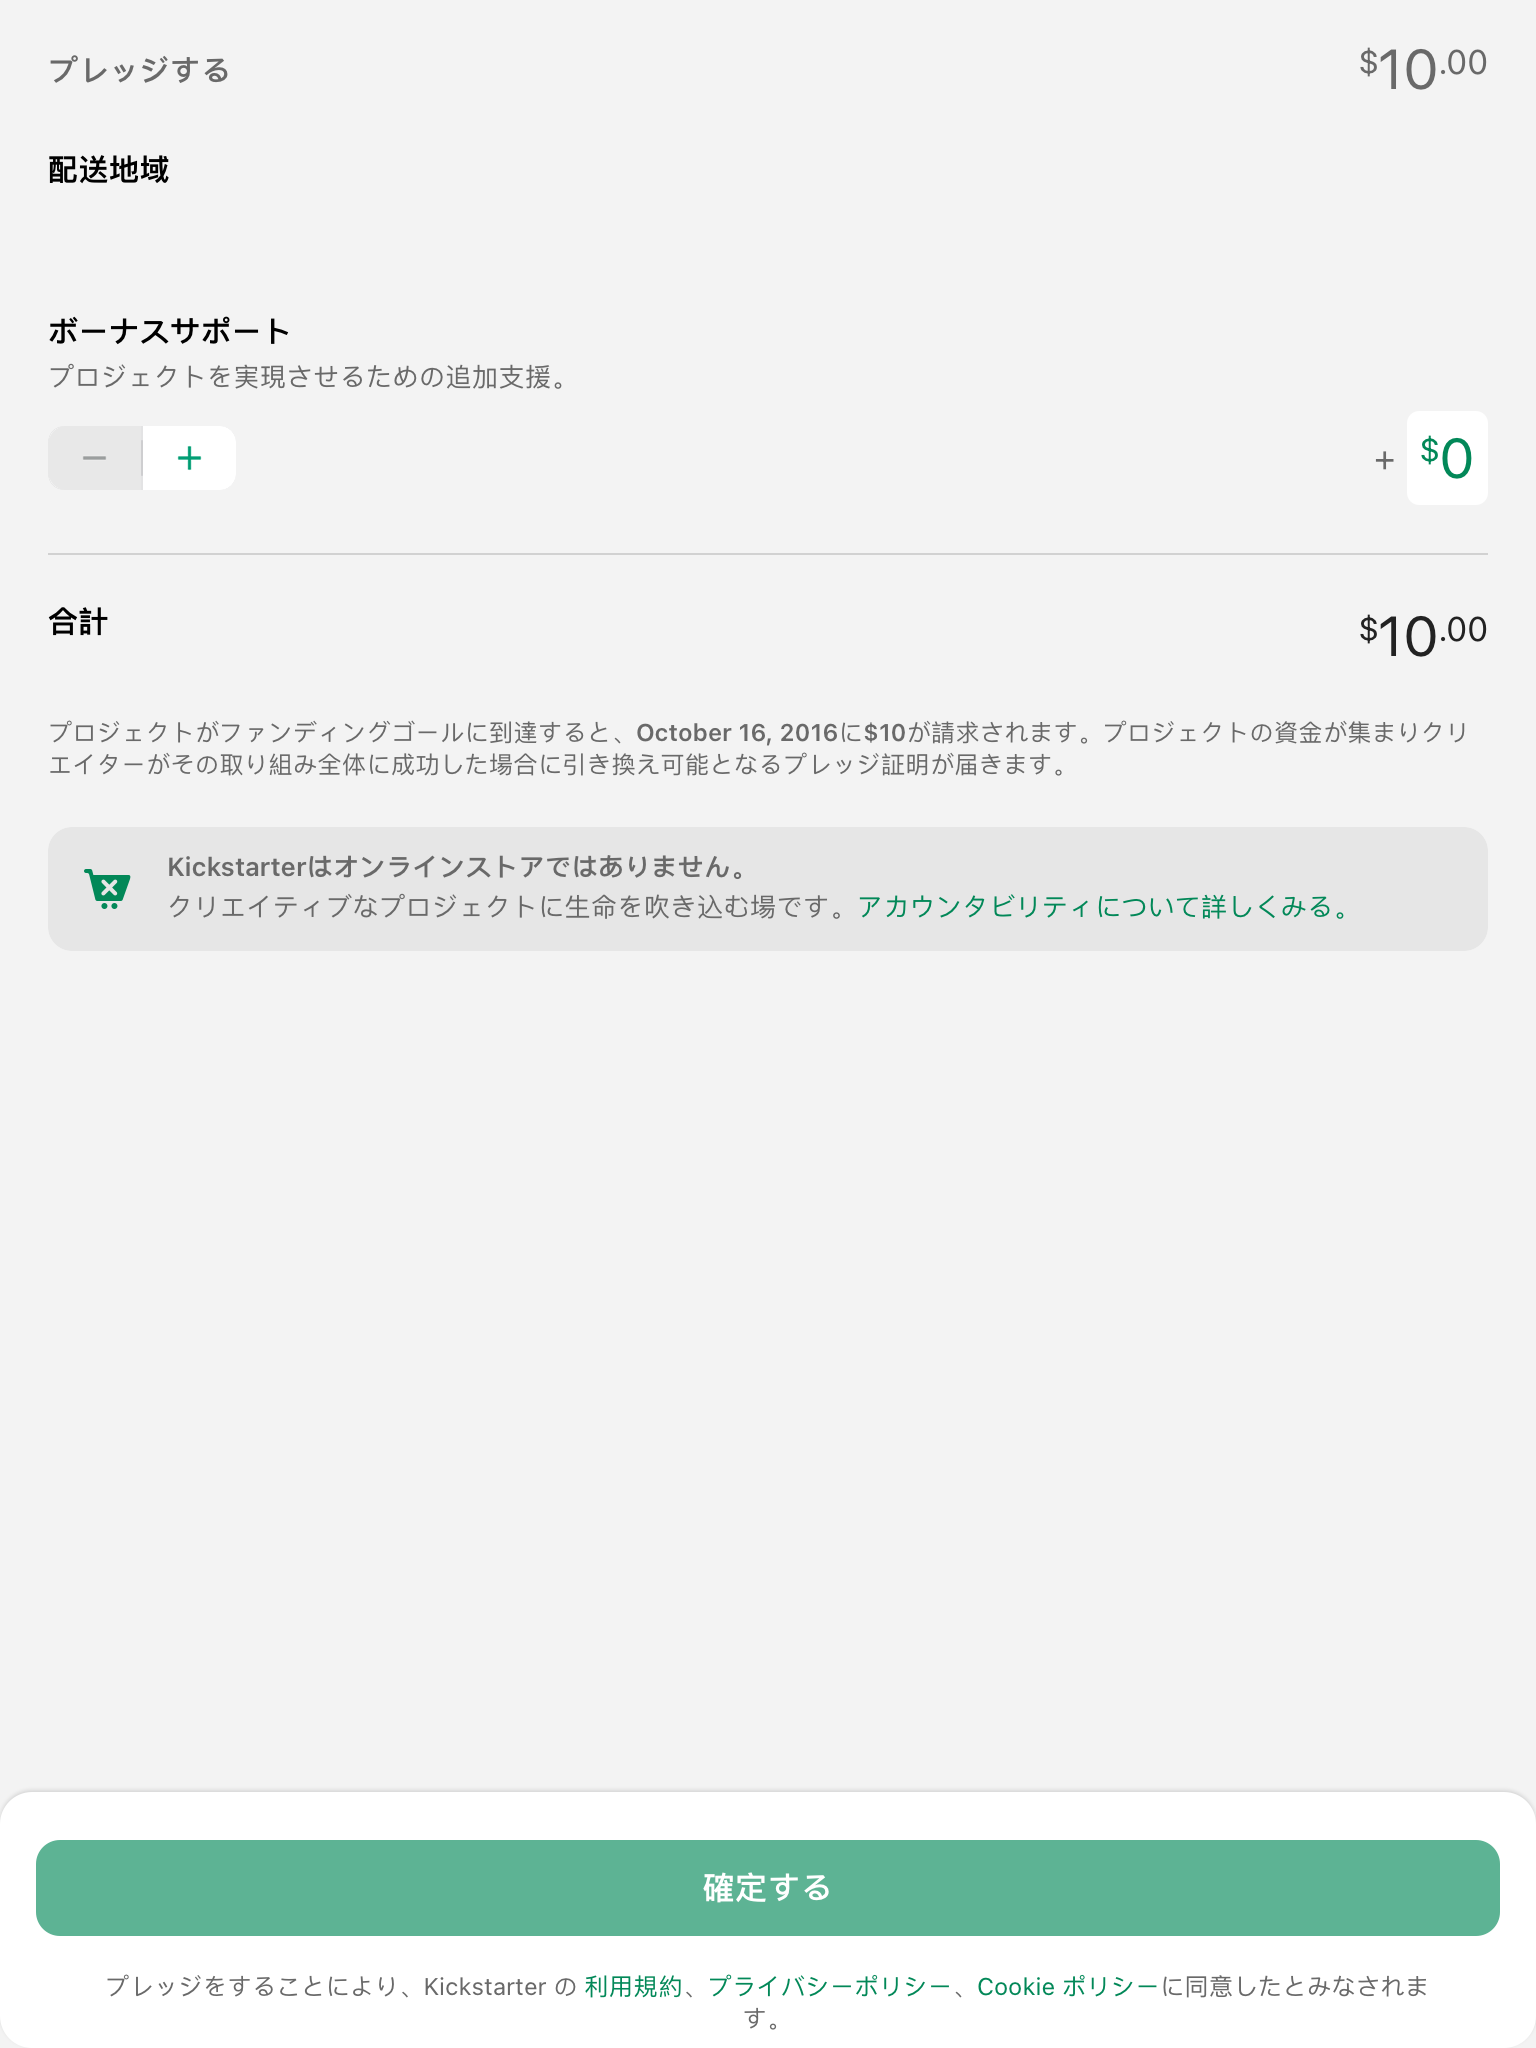 プレッジする
$10.00
配送地域
ボーナスサポート
プロジェクトを実現させるための追加支援。
− +
+ $0
合計
$10.00
プロジェクトがファンディングゴールに到達すると、October 16, 2016に$10が請求されます。プロジェクトの資金が集まりクリ
エイターがその取り組み全体に成功した場合に引き換え可能となるプレッジ証明が届きます。
Kickstarterはオンラインストアではありません。
クリエイティブなプロジェクトに生命を吹き込む場です。アカウンタビリティについて詳しくみる。
確定する
プレッジをすることにより、Kickstarter の 利用規約、プライバシーポリシー、Cookie ポリシーに同意したとみなされま
す。